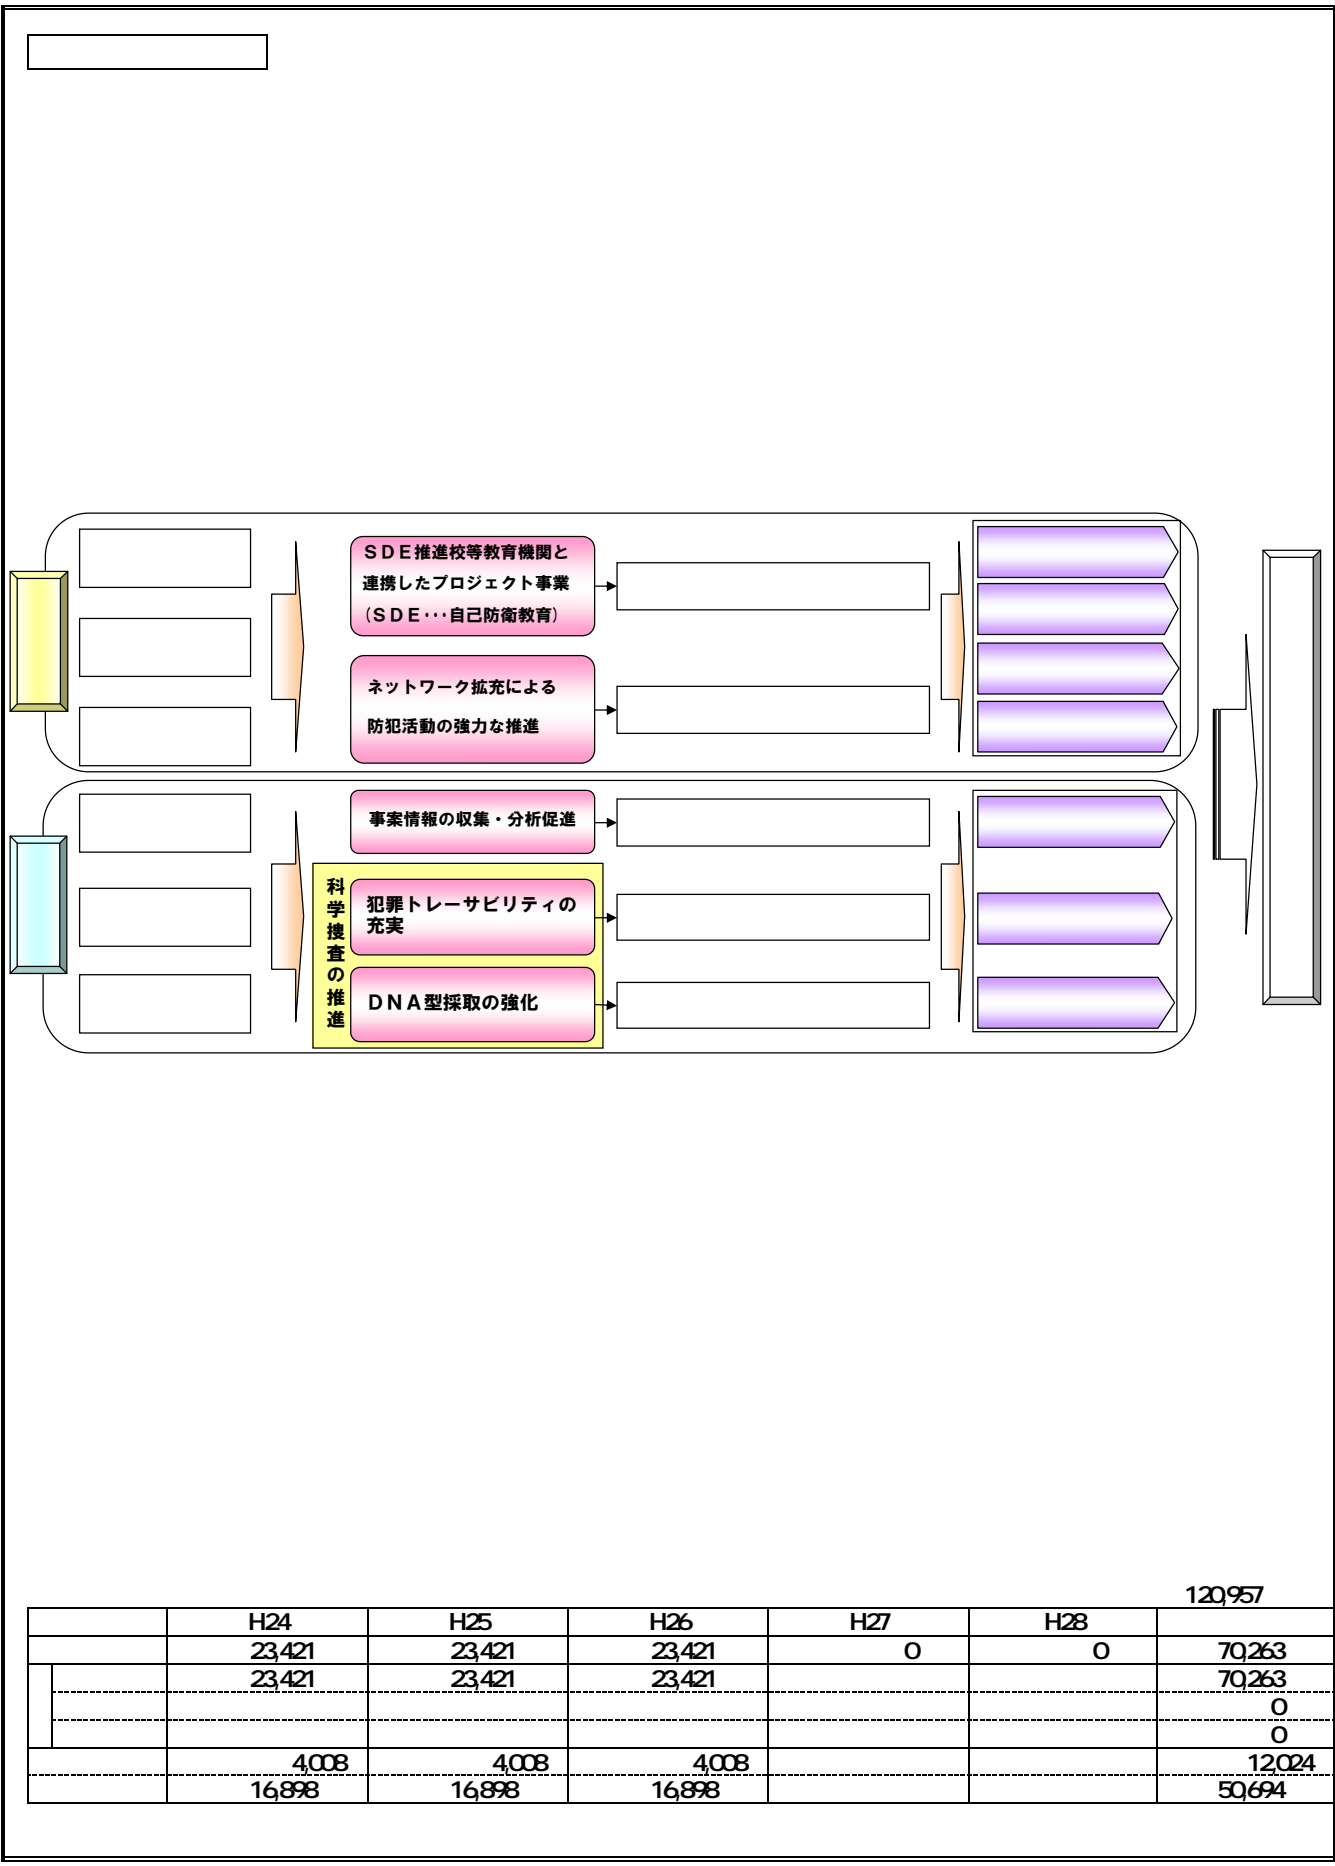 SDE推進校等教育機関と
連携したプロジェクト事業
(SDE･･･自己防衛教育)
ネットワーク拡充による
防犯活動の強力な推進
事案情報の収集・分析促進
科学捜査の推進
犯罪トレーサビリティの
充実
DNA型採取の強化
120,957
H24 H25 H26 H27 H28
23,421 23,421 23,421 0 0 70,263
23,421 23,421 23,421 70,263
0
0
4,008 4,008 4,008 12,024
16,898 16,898 16,898 50,694